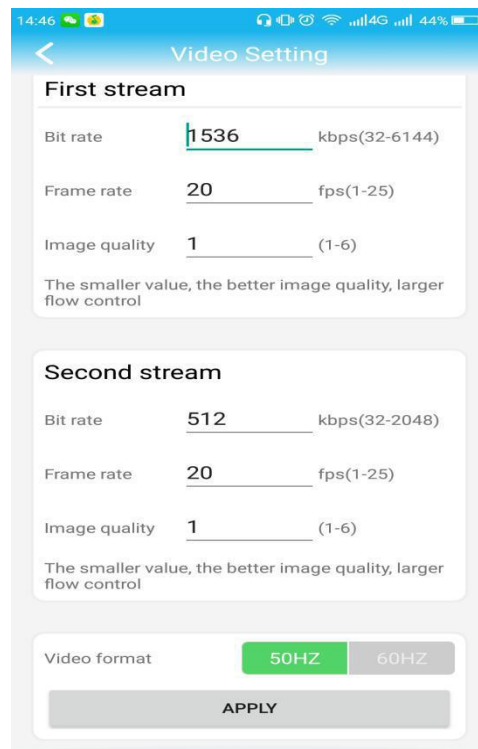 14:46 4G 44%
Video Setting
First stream
Bit rate 1536 kbps(32-6144)
Frame rate 20 fps(1-25)
Image quality 1 (1-6)
The smaller value, the better image quality, larger
flow control
Second stream
Bit rate 512 kbps(32-2048)
Frame rate 20 fps(1-25)
Image quality 1 (1-6)
The smaller value, the better image quality, larger
flow control
Video format 50HZ 60HZ
APPLY